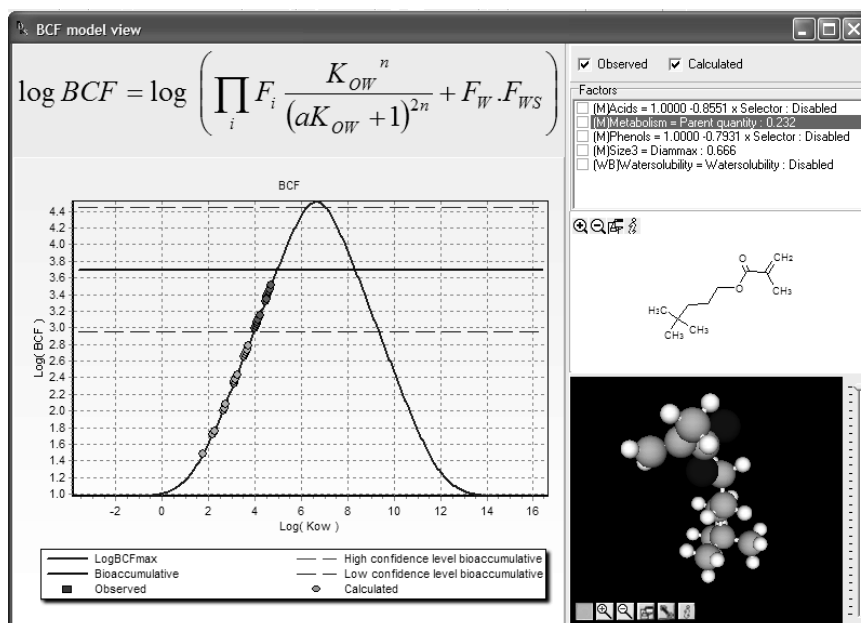 BCF model view
log BCF = log ( ∏ i F i K OW n / (aK OW + 1) 2n + F W . F WS )
Observed Calculated
Factors
(M)Acids = 1.0000 -0.8551 x Selector : Disabled
(M)Metabolism = Parent quantity : 0.232
(M)Phenols = 1.0000 -0.7931 x Selector : Disabled
(M)Size3 = Diammax : 0.666
(WB)Watersolubility = Watersolubility : Disabled
BCF
4.4
4.2
4.0
3.8
3.6
3.4
3.2
3.0
2.8
2.6
2.4
2.2
2.0
1.8
1.6
1.4
1.2
1.0
Log( BCF )
-2 0 2 4 6 8 10 12 14 16
Log( Kow )
LogBCFmax
Bioaccumulative
Observed
High confidence level bioaccumulative
Low confidence level bioaccumulative
Calculated
O
CH2
O
CH3
H3C
CH3
CH3